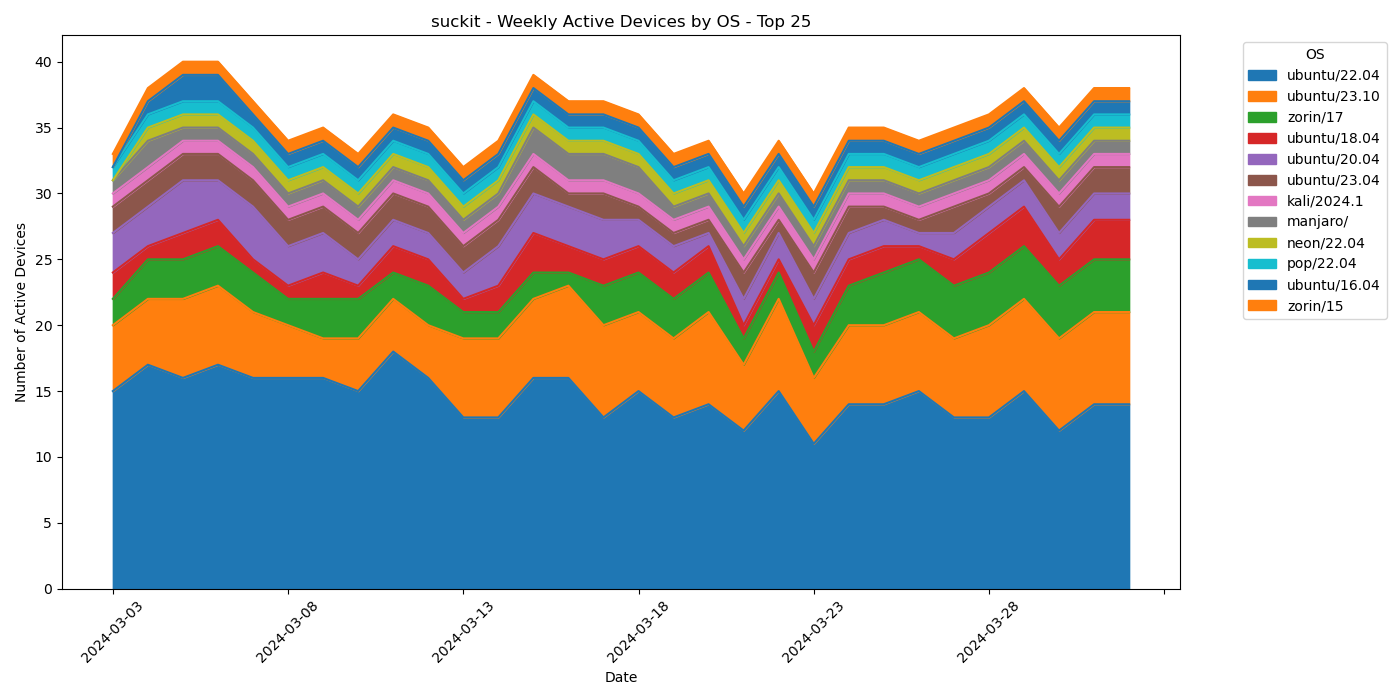 suckit - Weekly Active Devices by OS - Top 25
Number of Active Devices
40
35
30
25
20
15
10
5
0
2024-03-03
2024-03-08
2024-03-13
2024-03-18
2024-03-23
2024-03-28
Date
OS
ubuntu/22.04
ubuntu/23.10
zorin/17
ubuntu/18.04
ubuntu/20.04
ubuntu/23.04
kali/2024.1
manjaro/
neon/22.04
pop/22.04
ubuntu/16.04
zorin/15